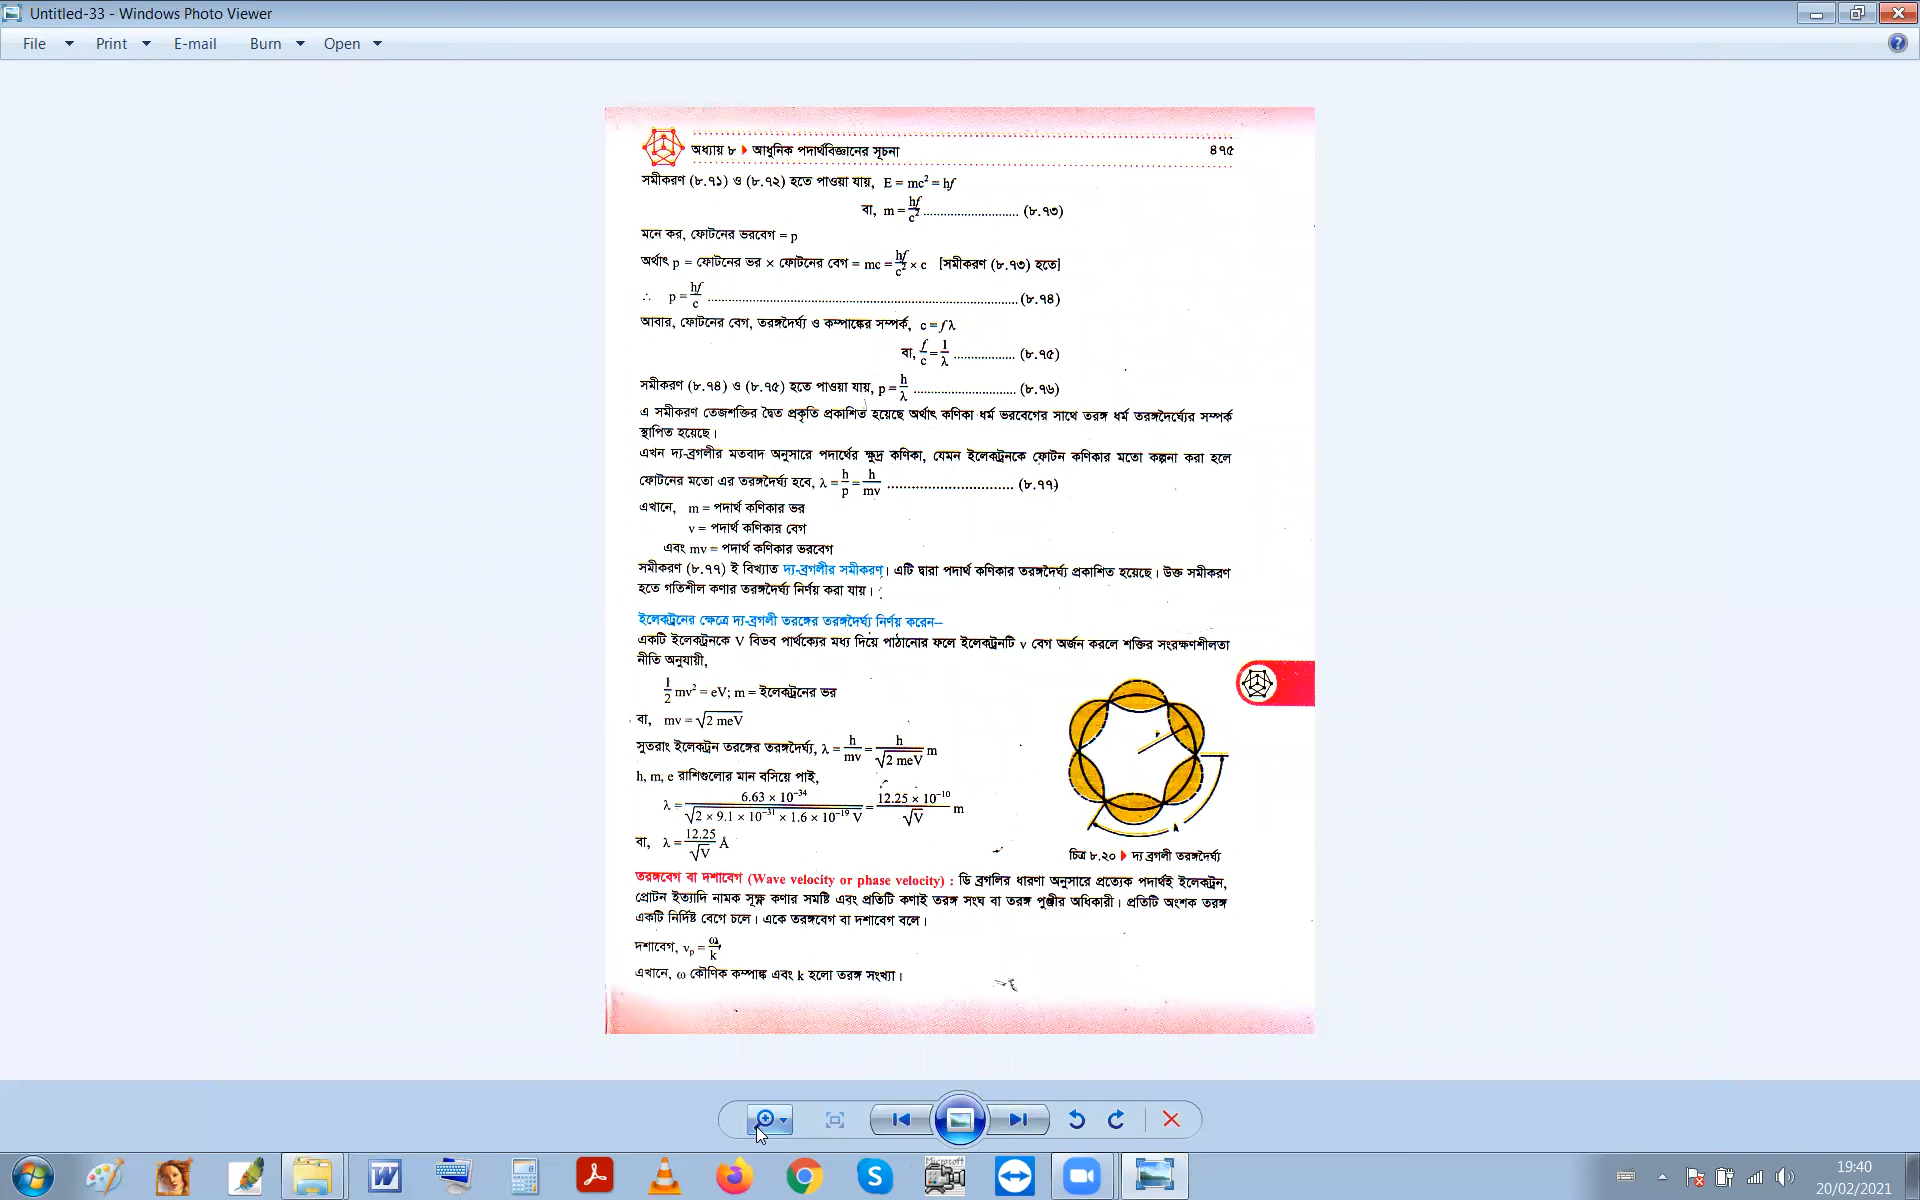 Untitled-33 - Windows Photo Viewer
File Print E-mail Burn Open
অধ্যায় ৮ আধুনিক পদার্থবিজ্ঞানের সূচনা ৪৭৫
সমীকরণ (৮.৭১) ও (৮.৭২) হতে পাওয়া যায়, E = mc² = hf
বা, m = hf/c² ............................ (৮.৭৩)
মনে কর, ফোটনের ভরবেগ = p
অর্থাৎ p = ফোটনের ভর × ফোটনের বেগ = mc = hf/c² × c [সমীকরণ (৮.৭৩) হতে]
∴ p = hf/c ............................ (৮.৭৪)
আবার, ফোটনের বেগ, তরঙ্গদৈর্ঘ্য ও কম্পাঙ্কের সম্পর্ক, c = fλ
বা, f/c = 1/λ .................. (৮.৭৫)
সমীকরণ (৮.৭৪) ও (৮.৭৫) হতে পাওয়া যায়, p = h/λ ............................ (৮.৭৬)
এ সমীকরণ তেজশক্তির দ্বৈত প্রকৃতি প্রকাশিত হয়েছে অর্থাৎ কণিকা ধর্ম ভরবেগের সাথে তরঙ্গ ধর্ম তরঙ্গদৈর্ঘ্যের সম্পর্ক
স্থাপিত হয়েছে।
এখন দ্য-ব্রগলীর মতবাদ অনুসারে পদার্থের ক্ষুদ্র কণিকা, যেমন ইলেকট্রনকে ফোটন কণিকার মতো কল্পনা করা হলে
ফোটনের মতো এর তরঙ্গদৈর্ঘ্য হবে, λ = h/p = h/mv ............................ (৮.৭৭)
এখানে, m = পদার্থ কণিকার ভর
v = পদার্থ কণিকার বেগ
এবং mv = পদার্থ কণিকার ভরবেগ
সমীকরণ (৮.৭৭) ই বিখ্যাত দ্য-ব্রগলীর সমীকরণ। এটি দ্বারা পদার্থ কণিকার তরঙ্গদৈর্ঘ্য প্রকাশিত হয়েছে। উক্ত সমীকরণ
হতে গতিশীল কণার তরঙ্গদৈর্ঘ্য নির্ণয় করা যায়।
ইলেকট্রনের ক্ষেত্রে দ্য-ব্রগলী তরঙ্গের তরঙ্গদৈর্ঘ্য নির্ণয় করেন–
একটি ইলেকট্রনকে V বিভব পার্থক্যের মধ্য দিয়ে পাঠানোর ফলে ইলেকট্রনটি v বেগ অর্জন করলে শক্তির সংরক্ষণশীলতা
নীতি অনুযায়ী,
1/2 mv² = eV; m = ইলেকট্রনের ভর
বা, mv = √2 meV
সুতরাং ইলেকট্রন তরঙ্গের তরঙ্গদৈর্ঘ্য, λ = h/mv = h/√2 meV m
h, m, e রাশিগুলোর মান বসিয়ে পাই,
λ = 6.63 × 10⁻³⁴/√2 × 9.1 × 10⁻³¹ × 1.6 × 10⁻¹⁹ V = 12.25 × 10⁻¹⁰/√V m
বা, λ = 12.25/√V Å
r
λ
চিত্র ৮.২০ দ্য ব্রগলী তরঙ্গদৈর্ঘ্য
তরঙ্গবেগ বা দশাবেগ (Wave velocity or phase velocity) : ডি ব্রগলির ধারণা অনুসারে প্রত্যেক পদার্থই ইলেকট্রন,
প্রোটন ইত্যাদি নামক সূক্ষ্ম কণার সমষ্টি এবং প্রতিটি কণাই তরঙ্গ সংঘ বা তরঙ্গ পুঞ্জীর অধিকারী। প্রতিটি অংশক তরঙ্গ
একটি নির্দিষ্ট বেগে চলে। একে তরঙ্গবেগ বা দশাবেগ বলে।
দশাবেগ, vₚ = ω/k
এখানে, ω কৌণিক কম্পাঙ্ক এবং k হলো তরঙ্গ সংখ্যা।
Microsoft
19:40
20/02/2021